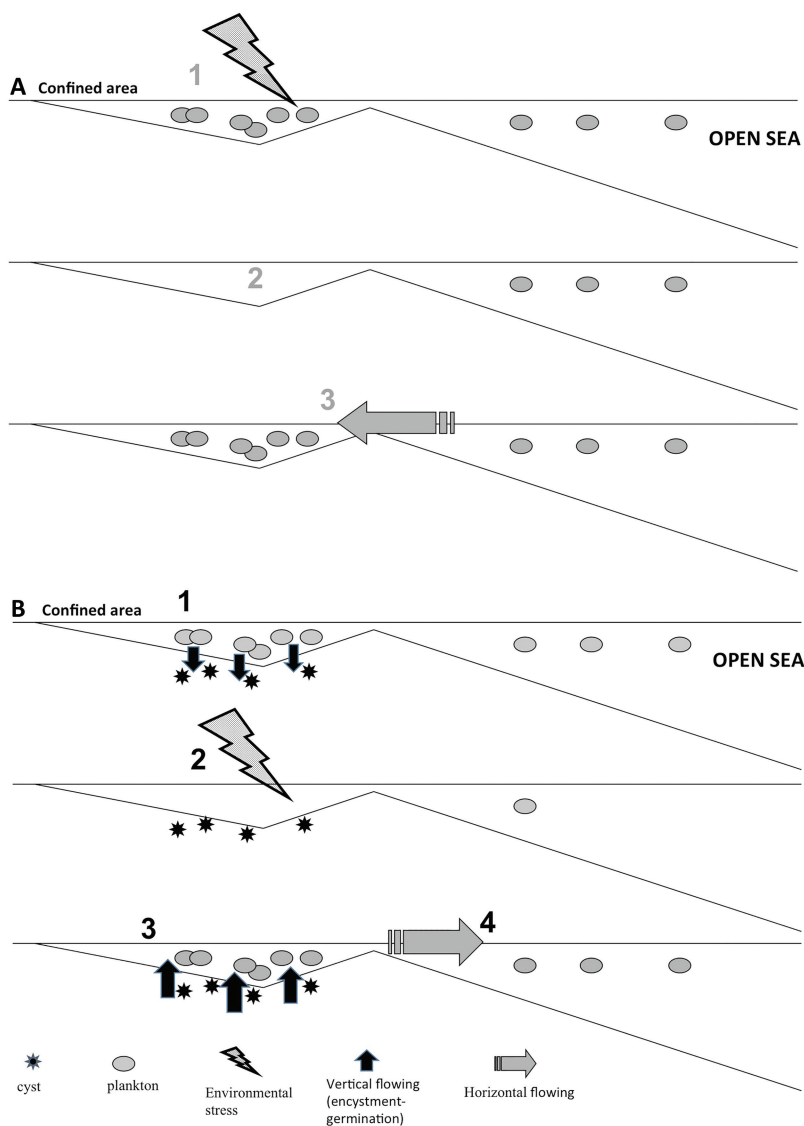 1
A Confined area
OPEN SEA
2
3
1
B Confined area
OPEN SEA
2
3
4
cyst
plankton
Environmental
stress
Vertical flowing
(encystment-
germination)
Horizontal flowing